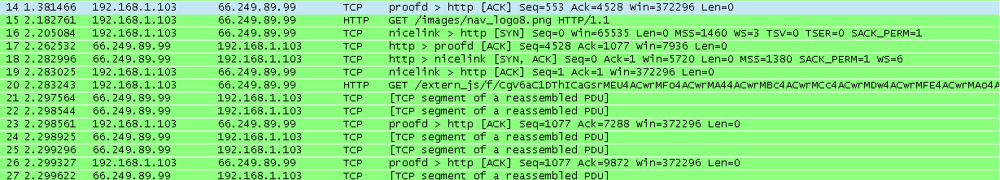 14 1.381466 192.168.1.103 66.249.89.99 TCP proofd > http [ACK] Seq=553 Ack=4528 Win=372296 Len=0
15 2.182761 192.168.1.103 66.249.89.99 HTTP GET /images/nav_logo8.png HTTP/1.1
16 2.205084 192.168.1.103 66.249.89.99 TCP nicelink > http [SYN] Seq=0 Win=65535 Len=0 MSS=1460 WS=3 TSV=0 TSER=0 SACK_PERM=1
17 2.262532 66.249.89.99 192.168.1.103 TCP http > proofd [ACK] Seq=4528 Ack=1077 Win=7936 Len=0
18 2.282996 66.249.89.99 192.168.1.103 TCP http > nicelink [SYN, ACK] Seq=0 Ack=1 Win=5720 Len=0 MSS=1380 SACK_PERM=1 WS=6
19 2.283025 192.168.1.103 66.249.89.99 TCP nicelink > http [ACK] Seq=1 Ack=1 Win=372296 Len=0
20 2.283243 192.168.1.103 66.249.89.99 HTTP GET /extern_js/f/CgV6aC1DThICaGsrMEU4ACwrMFo4ACwrMA44ACwrMBc4ACwrMCc4ACwrMDw4ACwrMFE4ACwrMAo4A
21 2.297564 66.249.89.99 192.168.1.103 TCP [TCP segment of a reassembled PDU]
22 2.298544 66.249.89.99 192.168.1.103 TCP [TCP segment of a reassembled PDU]
23 2.298561 192.168.1.103 66.249.89.99 TCP proofd > http [ACK] Seq=1077 Ack=7288 Win=372296 Len=0
24 2.298925 66.249.89.99 192.168.1.103 TCP [TCP segment of a reassembled PDU]
25 2.299296 66.249.89.99 192.168.1.103 TCP [TCP segment of a reassembled PDU]
26 2.299327 192.168.1.103 66.249.89.99 TCP proofd > http [ACK] Seq=1077 Ack=9872 Win=372296 Len=0
27 2.299622 66.249.89.99 192.168.1.103 TCP [TCP segment of a reassembled PDU]